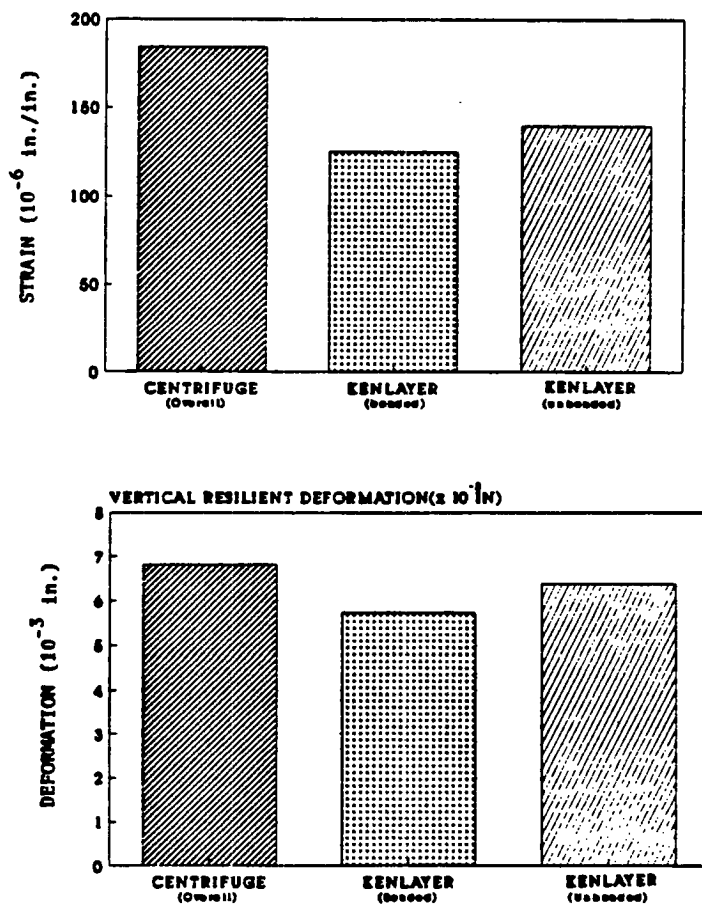 200
150
100
50
0
STRAIN (10⁻⁶ in./in.)
CENTRIFUGE
(Overall)
KENLAYER
(Bonded)
KENLAYER
(Unbonded)
VERTICAL RESILIENT DEFORMATION(x 10 IN)
8
7
6
5
4
3
2
1
0
DEFORMATION (10⁻³ in.)
CENTRIFUGE
(Overall)
KENLAYER
(Bonded)
KENLAYER
(Unbonded)